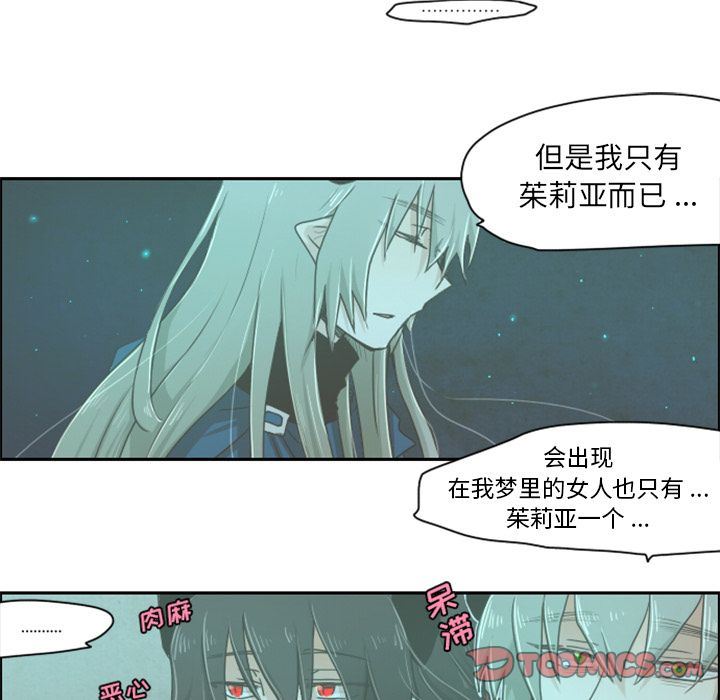 ...............
但是我只有
茱莉亚而已 ...
会出现
在我梦里的女人也只有 ...
茱莉亚一个 ...
...........
肉麻
恶心
呆
滞
TOOMICS.COM